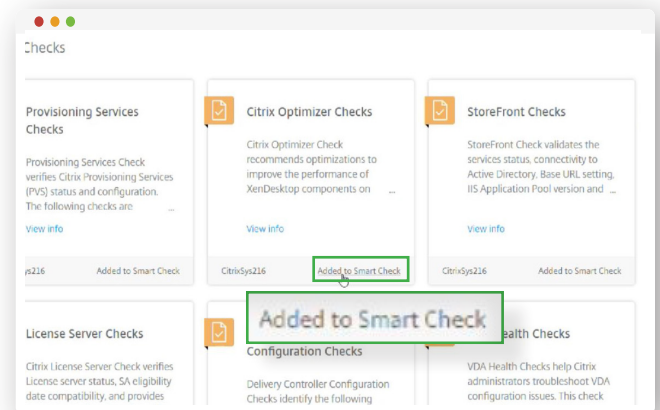 Checks
Provisioning Services
Checks
Provisioning Services Check
verifies Citrix Provisioning Services
(PVS) status and configuration.
The following checks are ...
View info
ys216 Added to Smart Check
Citrix Optimizer Checks
Citrix Optimizer Check
recommends optimizations to
improve the performance of
XenDesktop components on ...
View info
CitrixSys216 Added to Smart Check
StoreFront Checks
StoreFront Check validates the
services status, connectivity to
Active Directory, Base URL setting,
IIS Application Pool version and ...
View info
CitrixSys216 Added to Smart Check
Added to Smart Check
License Server Checks
Citrix License Server Check verifies
License server status, SA eligibility
date compatibility, and provides
Configuration Checks
Delivery Controller Configuration
Checks identify the following
ealth Checks
VDA Health Checks help Citrix
administrators troubleshoot VDA
configuration issues. This check